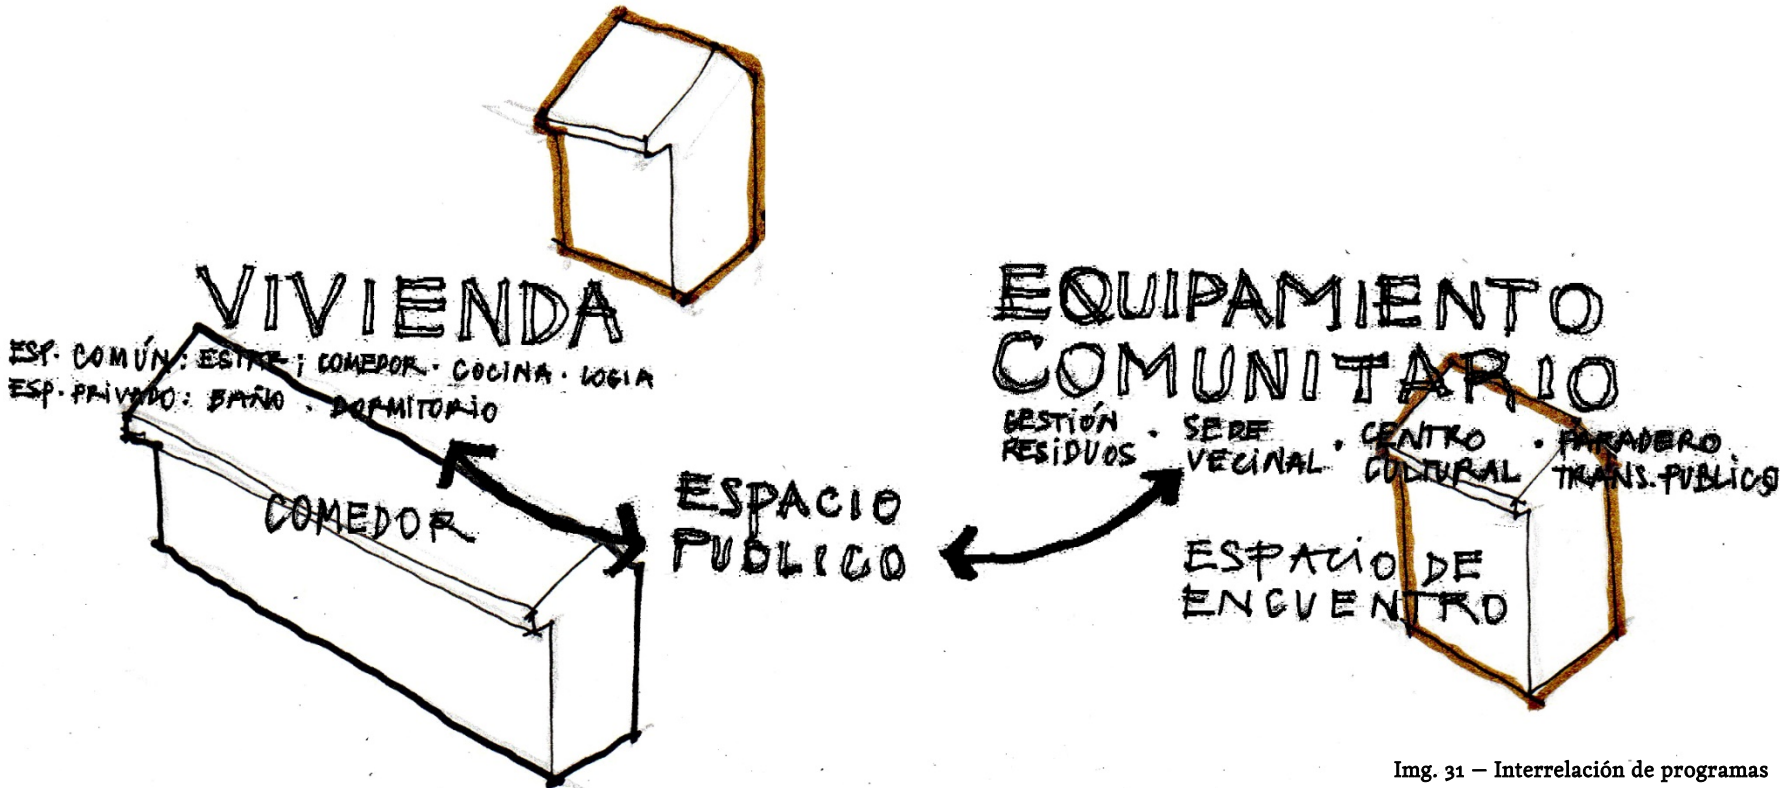 VIVIENDA
ESP. COMÚN: ESTAR; COMEDOR · COCINA · LOGIA
ESP. PRIVADO: BAÑO · DORMITORIO
COMEDOR
ESPACIO
PUBLICO
EQUIPAMIENTO
COMUNITARIO
GESTIÓN
RESIDUOS ·
SEDE
VECINAL ·
CENTRO
CULTURAL ·
PARADERO
TRANS. PUBLICO
ESPACIO DE
ENCUENTRO
Img. 31 – Interrelación de programas